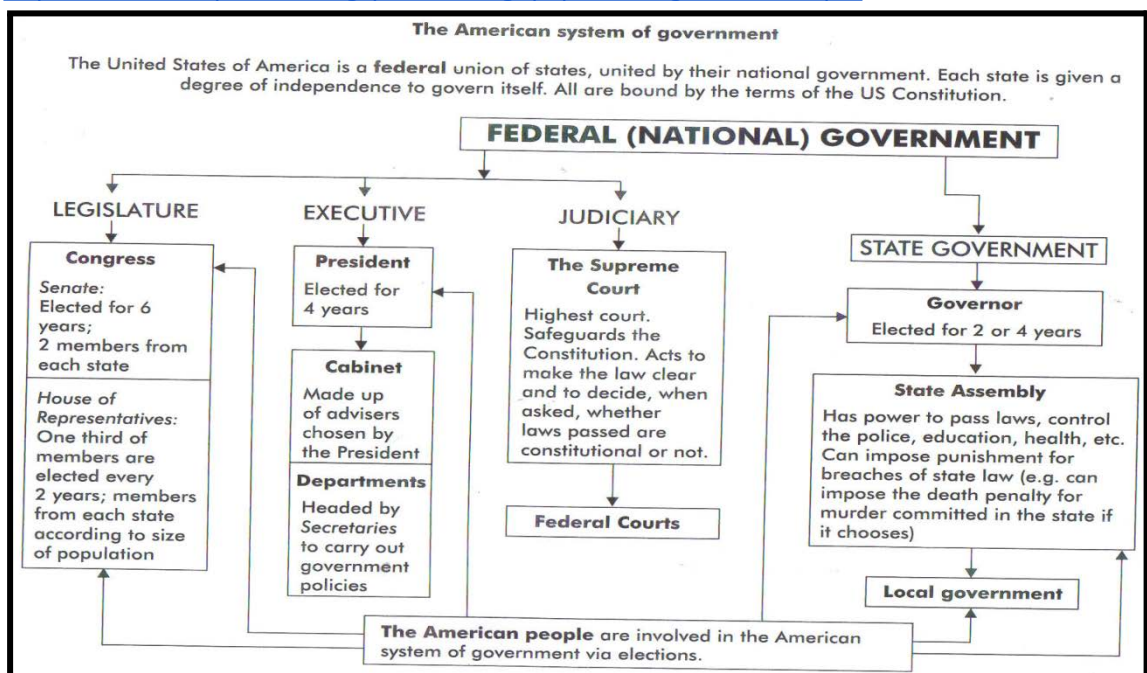 The American system of government
The United States of America is a federal union of states, united by their national government. Each state is given a
degree of independence to govern itself. All are bound by the terms of the US Constitution.
FEDERAL (NATIONAL) GOVERNMENT
LEGISLATURE
Congress
Senate:
Elected for 6
years;
2 members from
each state
House of
Representatives:
One third of
members are
elected every
2 years; members
from each state
according to size
of population
EXECUTIVE
President
Elected for
4 years
Cabinet
Made up
of advisers
chosen by
the President
Departments
Headed by
Secretaries
to carry out
government
policies
JUDICIARY
The Supreme
Court
Highest court.
Safeguards the
Constitution. Acts to
make the law clear
and to decide, when
asked, whether
laws passed are
constitutional or not.
Federal Courts
STATE GOVERNMENT
Governor
Elected for 2 or 4 years
State Assembly
Has power to pass laws, control
the police, education, health, etc.
Can impose punishment for
breaches of state law (e.g. can
impose the death penalty for
murder committed in the state if
it chooses)
Local government
The American people are involved in the American
system of government via elections.